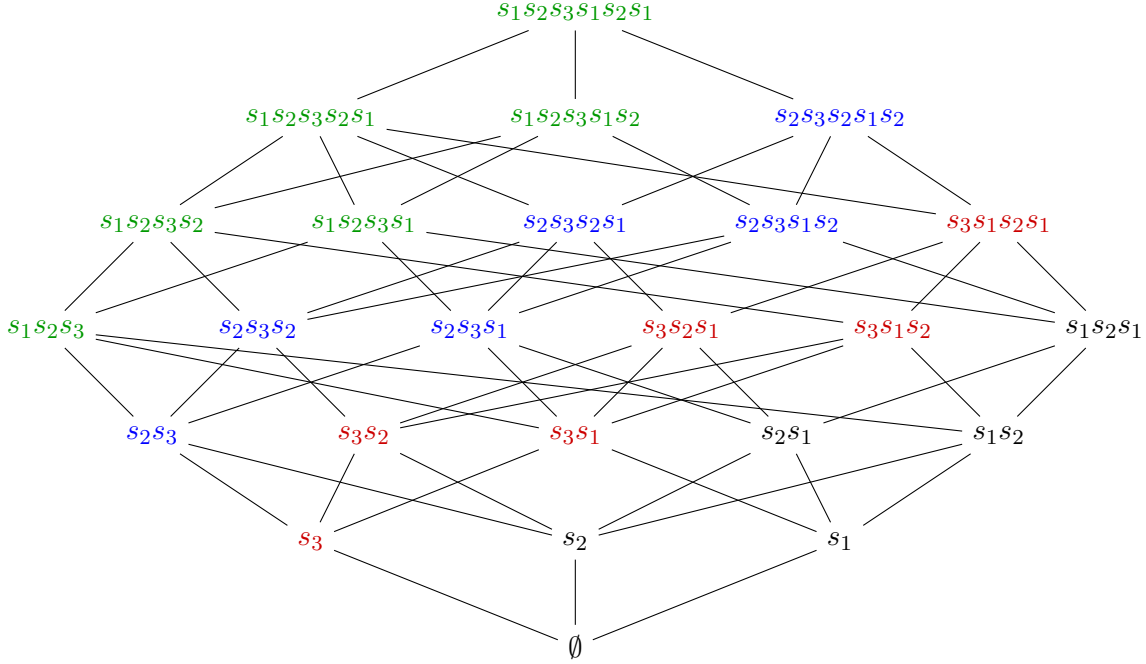 s₁s₂s₃s₁s₂s₁
s₁s₂s₃s₂s₁ s₁s₂s₃s₁s₂ s₂s₃s₂s₁s₂
s₁s₂s₃s₂ s₁s₂s₃s₁ s₂s₃s₂s₁ s₂s₃s₁s₂ s₃s₁s₂s₁
s₁s₂s₃ s₂s₃s₂ s₂s₃s₁ s₃s₂s₁ s₃s₁s₂ s₁s₂s₁
s₂s₃ s₃s₂ s₃s₁ s₂s₁ s₁s₂
s₃ s₂ s₁
∅